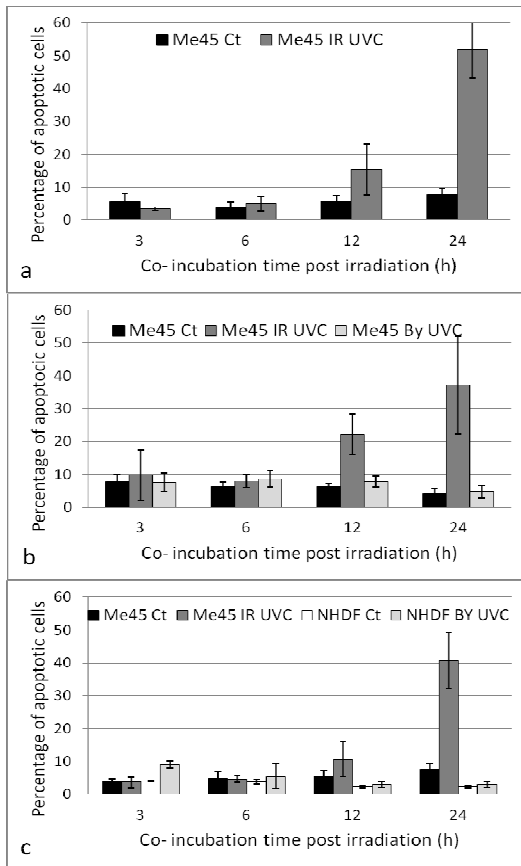 Me45 Ct Me45 IR UVC
Percentage of apoptotic cells
60
50
40
30
20
10
0
3 6 12 24
Co- incubation time post irradiation (h)
a
Me45 Ct Me45 IR UVC Me45 By UVC
Percentage of apoptocic cells
60
50
40
30
20
10
0
3 6 12 24
Co- incubation time post irradiation (h)
b
Me45 Ct Me45 IR UVC NHDF Ct NHDF BY UVC
Percentage of apoptotic cells
60
50
40
30
20
10
0
3 6 12 24
Co- incubation time post irradiation (h)
c